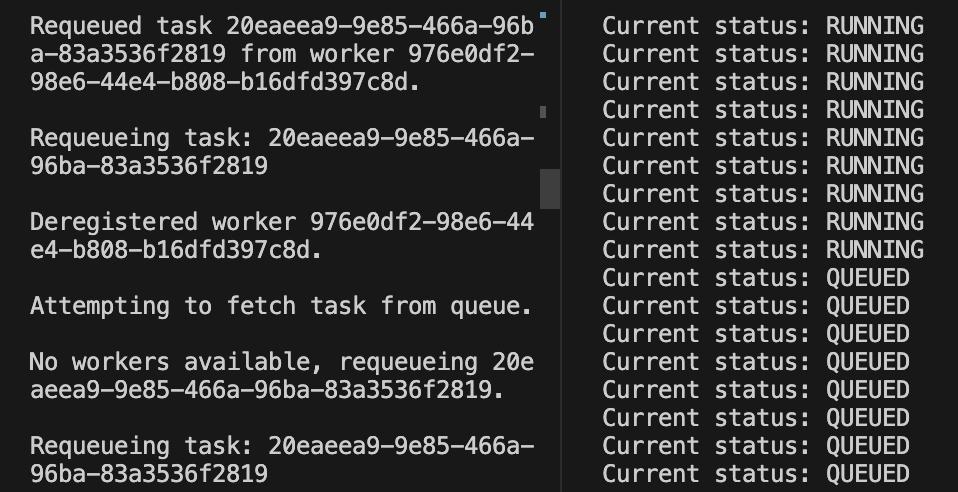 Requeued task 20eaeea9-9e85-466a-96b
a-83a3536f2819 from worker 976e0df2-
98e6-44e4-b808-b16dfd397c8d.
Requeueing task: 20eaeea9-9e85-466a-
96ba-83a3536f2819
Deregistered worker 976e0df2-98e6-44
e4-b808-b16dfd397c8d.
Attempting to fetch task from queue.
No workers available, requeueing 20e
aeea9-9e85-466a-96ba-83a3536f2819.
Requeueing task: 20eaeea9-9e85-466a-
96ba-83a3536f2819
Current status: RUNNING
Current status: RUNNING
Current status: RUNNING
Current status: RUNNING
Current status: RUNNING
Current status: RUNNING
Current status: RUNNING
Current status: RUNNING
Current status: RUNNING
Current status: QUEUED
Current status: QUEUED
Current status: QUEUED
Current status: QUEUED
Current status: QUEUED
Current status: QUEUED
Current status: QUEUED
Current status: QUEUED